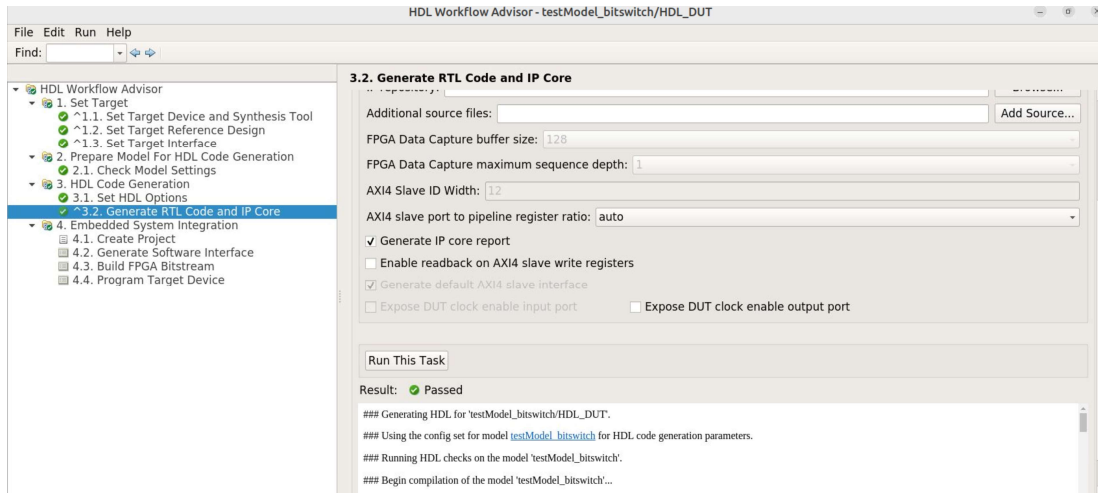 HDL Workflow Advisor - testModel_bitswitch/HDL_DUT
File Edit Run Help
Find:
HDL Workflow Advisor
1. Set Target
^1.1. Set Target Device and Synthesis Tool
^1.2. Set Target Reference Design
^1.3. Set Target Interface
2. Prepare Model For HDL Code Generation
2.1. Check Model Settings
3. HDL Code Generation
3.1. Set HDL Options
^3.2. Generate RTL Code and IP Core
4. Embedded System Integration
4.1. Create Project
4.2. Generate Software Interface
4.3. Build FPGA Bitstream
4.4. Program Target Device
3.2. Generate RTL Code and IP Core
Additional source files: Add Source...
FPGA Data Capture buffer size: 128
FPGA Data Capture maximum sequence depth: 1
AXI4 Slave ID Width: 12
AXI4 slave port to pipeline register ratio: auto
Generate IP core report
Enable readback on AXI4 slave write registers
Generate default AXI4 slave interface
Expose DUT clock enable input port Expose DUT clock enable output port
Run This Task
Result: Passed
### Generating HDL for 'testModel_bitswitch/HDL_DUT'.
### Using the config set for model testModel_bitswitch for HDL code generation parameters.
### Running HDL checks on the model 'testModel_bitswitch'.
### Begin compilation of the model 'testModel_bitswitch'...